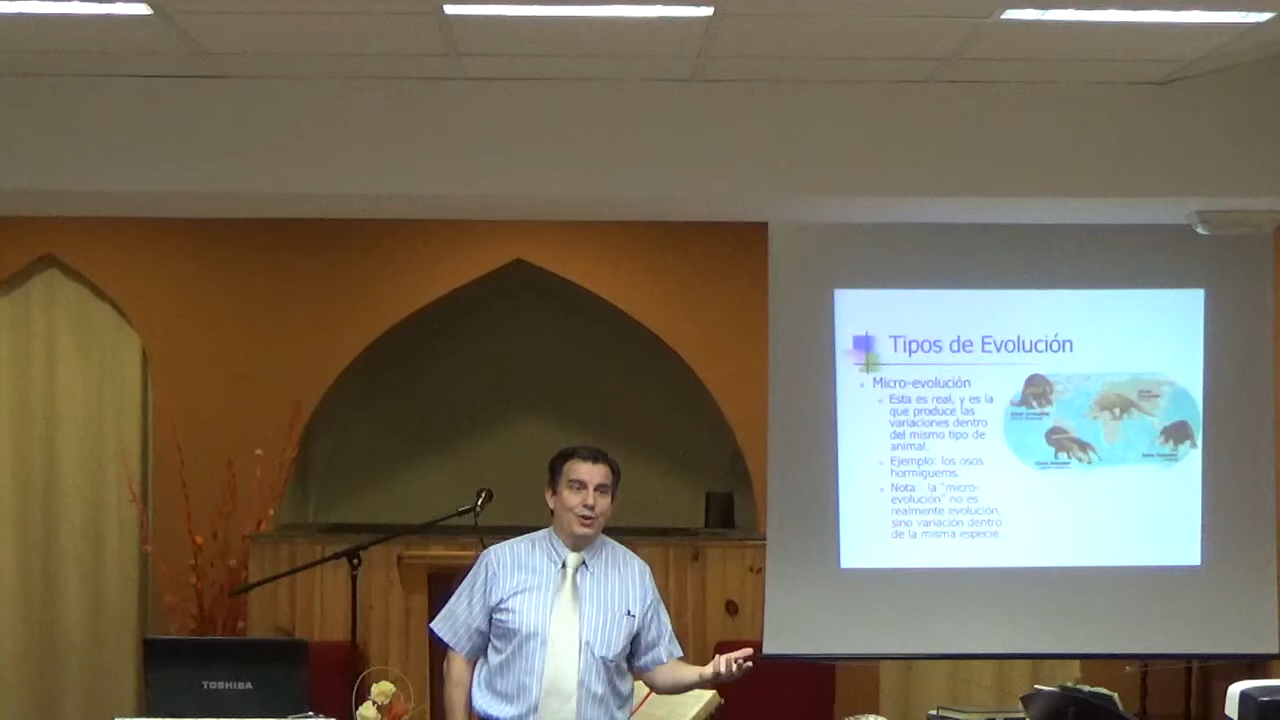 Tipos de Evolución
Micro-evolución
Esta es real, y es la
que produce las
variaciones dentro
del mismo tipo de
animal.
Ejemplo: los osos
hormigueros.
Nota: la "micro-
evolución" no es
realmente evolución,
sino variación dentro
de la misma especie.
TOSHIBA